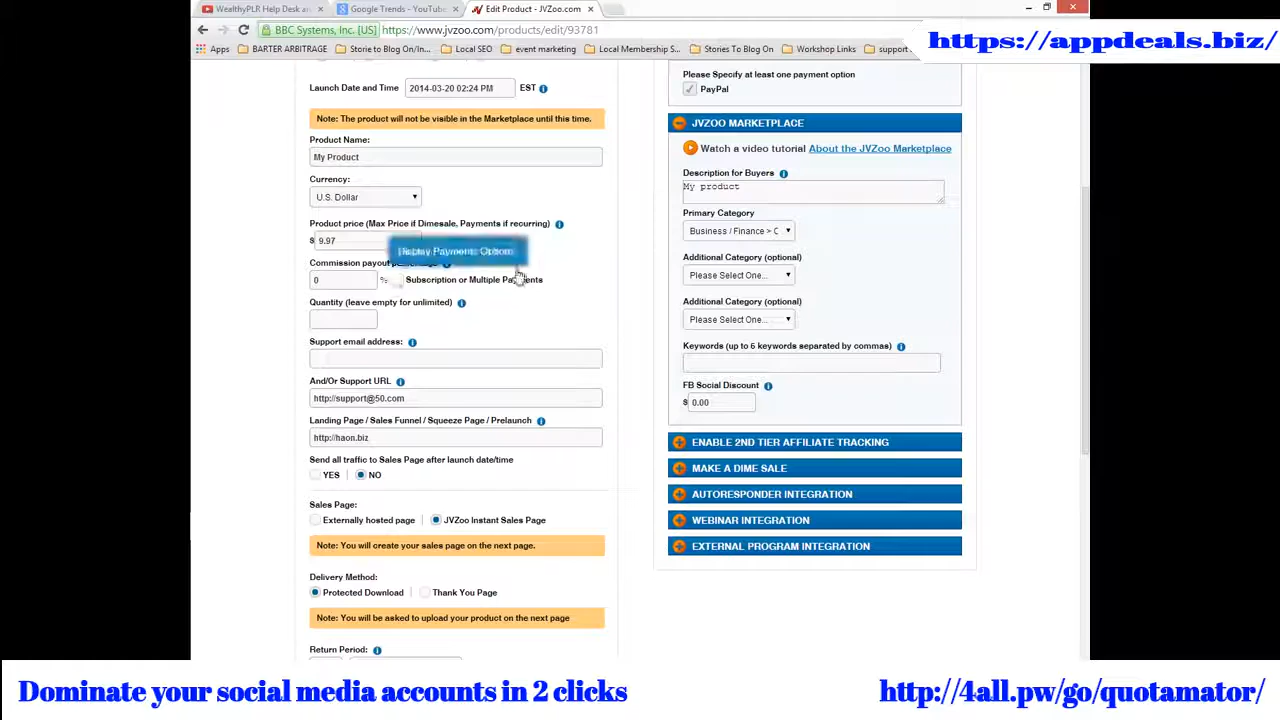 WealthyPLR Help Desk an
Google Trends - YouTube
Edit Product - JVZoo.com
BBC Systems, Inc. [US]
https://www.jvzoo.com/products/edit/93781
Apps
BARTER ARBITRAGE
Storie to Blog On/In...
Local SEO
event marketing
Local Membership S...
Stories To Blog On
Workshop Links
support
https://appdeals.biz/
Launch Date and Time
2014-03-20 02:24 PM
EST
Note: The product will not be visible in the Marketplace until this time.
Product Name:
My Product
Currency:
U.S. Dollar
Product price (Max Price if Dimesale, Payments if recurring)
$ 9.97
Display Payment Options
Commission payout
0
%
Subscription or Multiple Payments
Quantity (leave empty for unlimited)
Support email address:
And/Or Support URL
http://support@50.com
Landing Page / Sales Funnel / Squeeze Page / Prelaunch
http://haon.biz
Send all traffic to Sales Page after launch date/time
YES | NO
Sales Page:
Externally hosted page | JVZoo Instant Sales Page
Note: You will create your sales page on the next page.
Delivery Method:
Protected Download | Thank You Page
Note: You will be asked to upload your product on the next page
Return Period:
Please Specify at least one payment option
PayPal
JVZOO MARKETPLACE
Watch a video tutorial About the JVZoo Marketplace
Description for Buyers
My product
Primary Category
Business / Finance > C
Additional Category (optional)
Please Select One...
Additional Category (optional)
Please Select One...
Keywords (up to 6 keywords separated by commas)
FB Social Discount
$ 0.00
ENABLE 2ND TIER AFFILIATE TRACKING
MAKE A DIME SALE
AUTORESPONDER INTEGRATION
WEBINAR INTEGRATION
EXTERNAL PROGRAM INTEGRATION
Dominate your social media accounts in 2 clicks
http://4all.pw/go/quotamator/